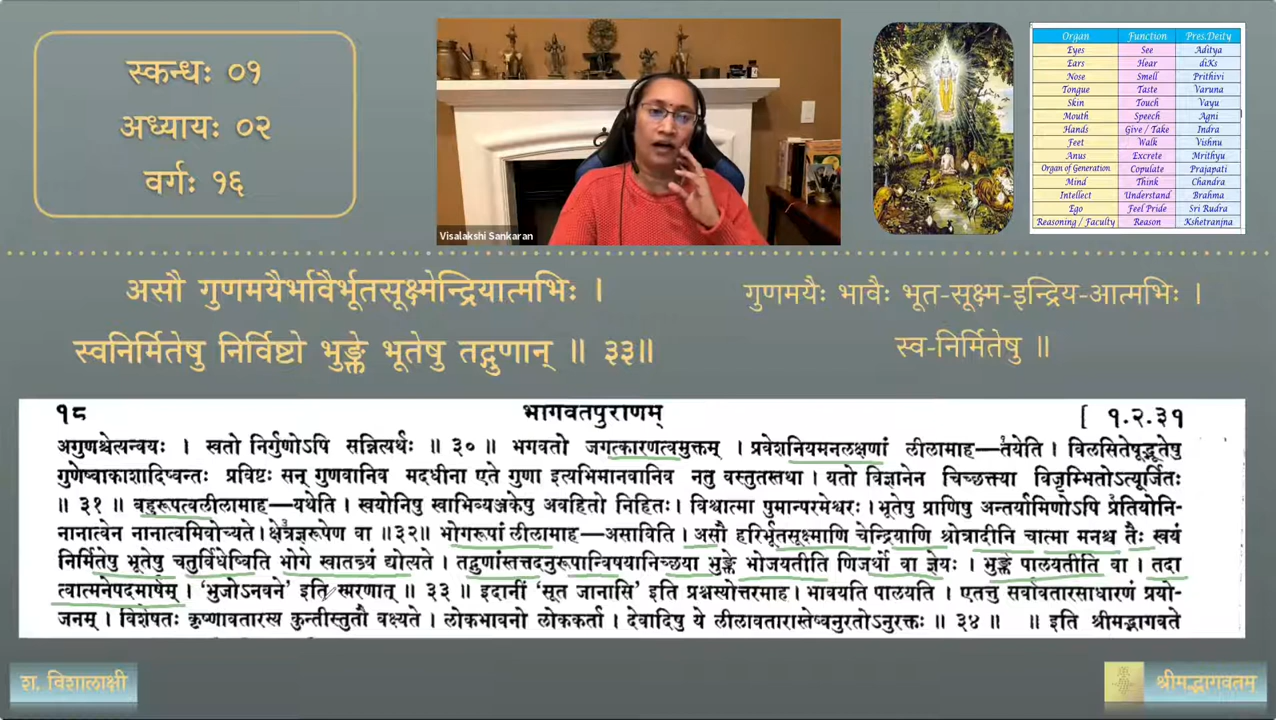 स्कन्धः ०१
अध्यायः ०२
वर्गः १६
Visalakshi Sankaran
Organ Function Pres.Deity
Eyes See Aditya
Ears Hear diKs
Nose Smell Prithivi
Tongue Taste Varuna
Skin Touch Vayu
Mouth Speech Agni
Hands Give / Take Indra
Feet Walk Vishnu
Anus Excrete Mrithyu
Organ of Generation Copulate Prajapati
Mind Think Chandra
Intellect Understand Brahma
Ego Feel Pride Sri Rudra
Reasoning / Faculty Reason Kshetranjna
असौ गुणमयैर्भावैर्भूतसूक्ष्मेन्द्रियात्मभिः ।
स्वनिर्मितेषु निर्विष्टो भुङ्क्ते भूतेषु तद्गुणान् ॥ ३३॥
गुणमयैः भावैः भूत-सूक्ष्म-इन्द्रिय-आत्मभिः ।
स्व-निर्मितेषु ॥
१८ भागवतपुराणम् [ १.२.३१
अगुणश्चेत्यन्वयः । स्वतो निर्गुणोऽपि सन्नित्यर्थः ॥ ३० ॥ भगवतो जगत्कारणत्वमुक्तम् । प्रवेशनियमनलक्षणां लीलामाह—तयेति । विलसितेषूद्भूतेषु
गुणेष्वाकाशादिष्वन्तः प्रविष्टः सन् गुणवानिव मदधीना एते गुणा इत्यभिमानवानिव नतु वस्तुतस्तथा । यतो विज्ञानेन चिच्छक्त्या विजृम्भितोऽत्यूर्जितः
॥ ३१ ॥ बहुरूपत्वलीलामाह—यथेति । स्वयोनिषु स्वाभिव्यञ्जकेषु अवहितो निहितः । विश्वात्मा पुमान्परमेश्वरः । भूतेषु प्राणिषु अन्तर्यामिणोऽपि प्रतियोनि-
नानात्वेन नानात्वमिवोच्यते । क्षेत्रज्ञरूपेण वा ॥३२॥ भोगरूपां लीलामाह—असाविति । असौ हरिर्भूतसूक्ष्माणि चेन्द्रियाणि श्रोत्रादीनि चात्मा मनश्च तैः स्वयं
निर्मितेषु भूतेषु चतुर्विधेष्विति भोगे स्वातन्त्र्यं द्योत्यते । तद्गुणांस्तत्तदनुरूपान्विषयानिच्छया भुङ्क्ते भोजयतीति णिजर्थो वा ज्ञेयः । भुङ्क्ते पालयतीति वा । तदा
त्वात्मनेपदमार्षम् । 'भुजोऽनवने' इति स्मरणात् ॥ ३३ ॥ इदानीं 'सूत जानासि' इति प्रश्नस्योत्तरमाह । भावयति पालयति । एतत्तु सर्वावतारसाधारणं प्रयो-
जनम् । विशेषतः कृष्णावतारस्य कुन्तीस्तुतौ वक्ष्यते । लोकभावनो लोककर्ता । देवादिषु ये लीलावतारास्तेष्वनुरतोऽनुरक्तः ॥ ३४ ॥ ॥ इति श्रीमद्भागवते
श. विशालाक्षी
श्रीमद्भागवतम्